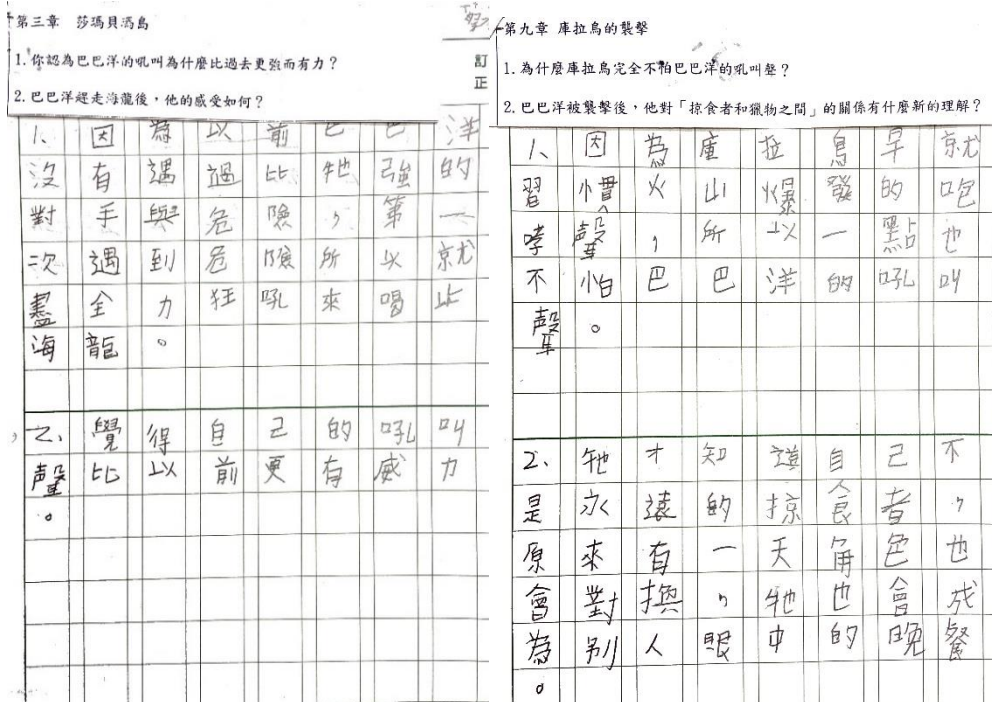 第三章 莎瑪貝馮島
1. 你認為巴巴洋的吼叫為什麼比過去更強而有力？
2. 巴巴洋趕走海龍後，他的感受如何？
訂正
1、因為以前巴巴洋
沒有遇過比牠強的
對手與危險，第一
次遇到危險所以就
盡全力狂吼來喝止
海龍。
2、覺得自己的吼叫
聲比以前更有威力
。
第九章 庫拉鳥的襲擊
1. 為什麼庫拉鳥完全不怕巴巴洋的吼叫聲？
2. 巴巴洋被襲擊後，他對「掠食者和獵物之間」的關係有什麼新的理解？
1、因為庫拉鳥早就
習慣火山爆發的咆
哮聲，所以一點也
不怕巴巴洋的吼叫
聲。
2、牠才知道自己不
是永遠的掠食者，
原來有一天角色也
會對換，牠也會成
為別人眼中的晚餐
。